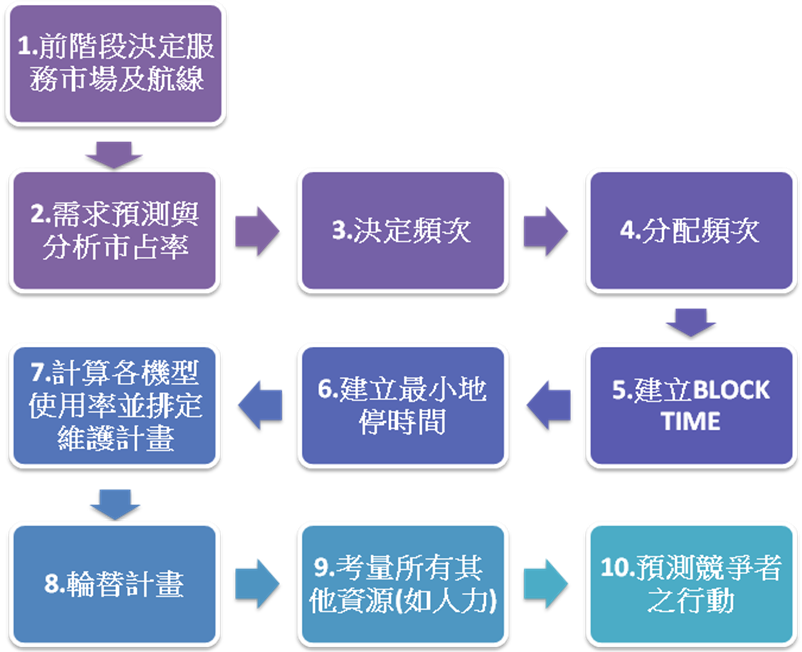 1.前階段決定服
務市場及航線
2.需求預測與
分析市占率
3.決定頻次
4.分配頻次
5.建立BLOCK
TIME
6.建立最小地
停時間
7.計算各機型
使用率並排定
維護計畫
8.輪替計畫
9.考量所有其
他資源(如人力)
10.預測競爭者
之行動